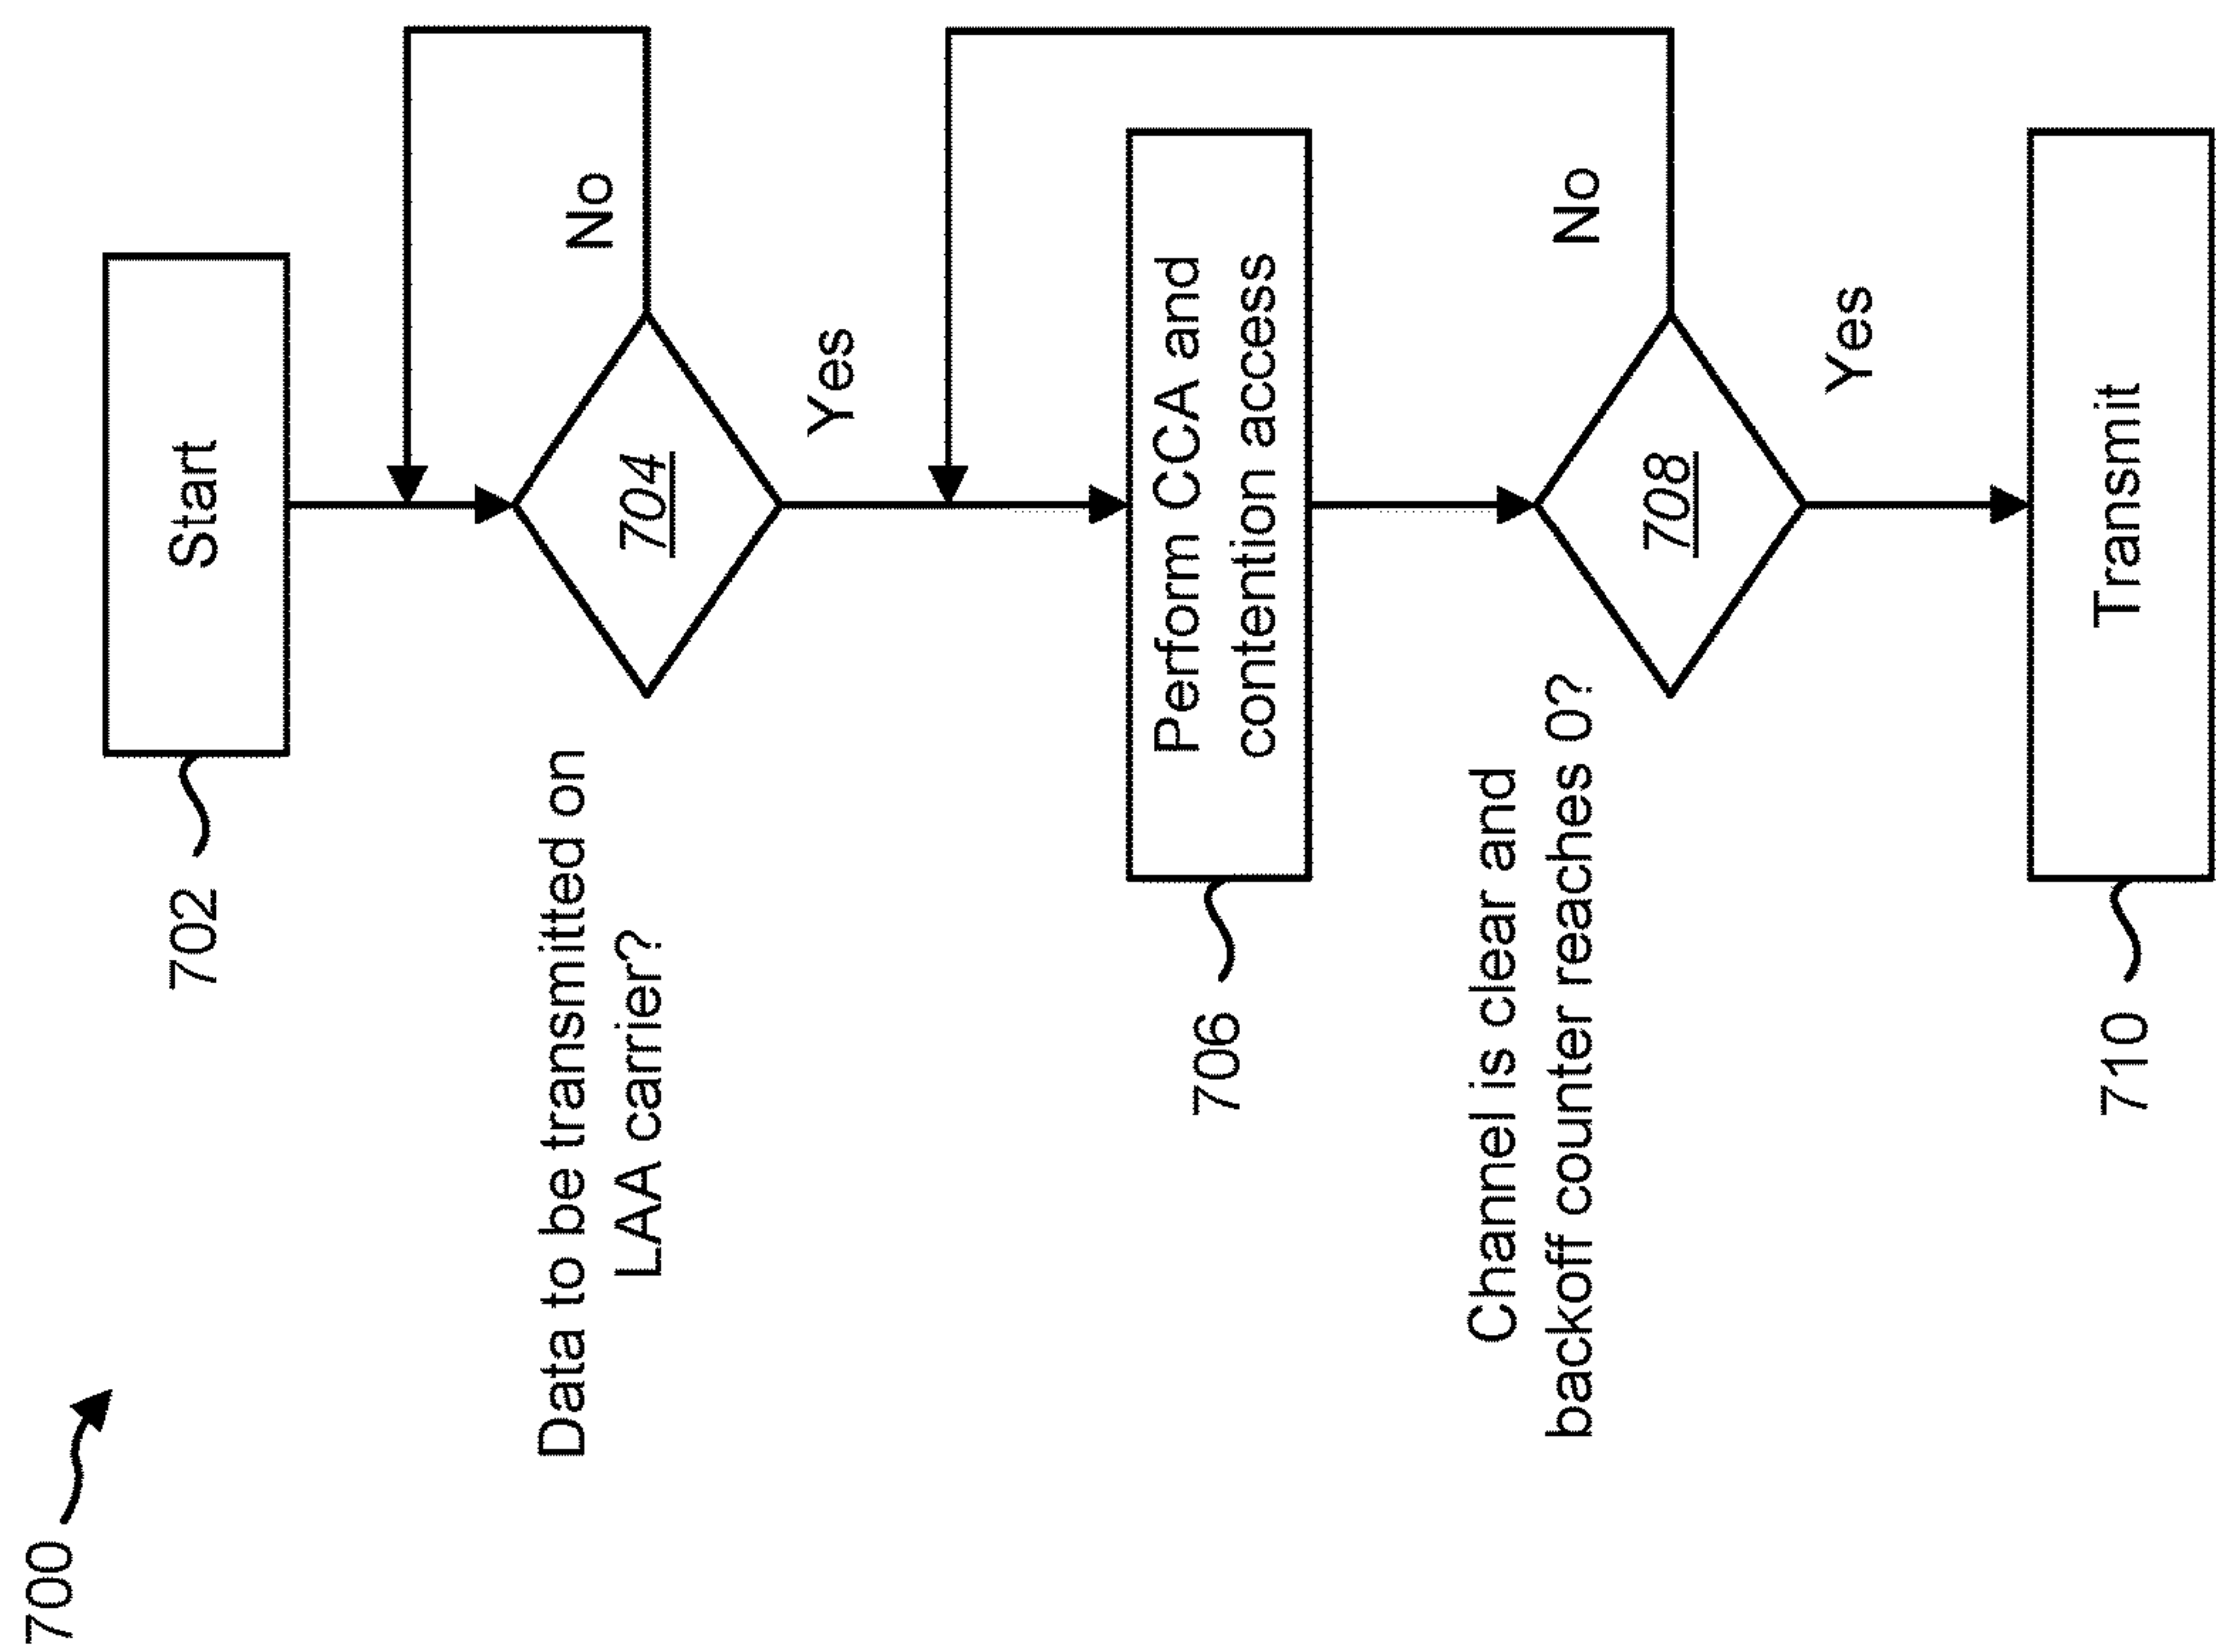 700
702
Start
Data to be transmitted on
LAA carrier?
704
No
Yes
706
Perform CCA and
contention access
Channel is clear and
backoff counter reaches 0?
708
No
Yes
710
Transmit